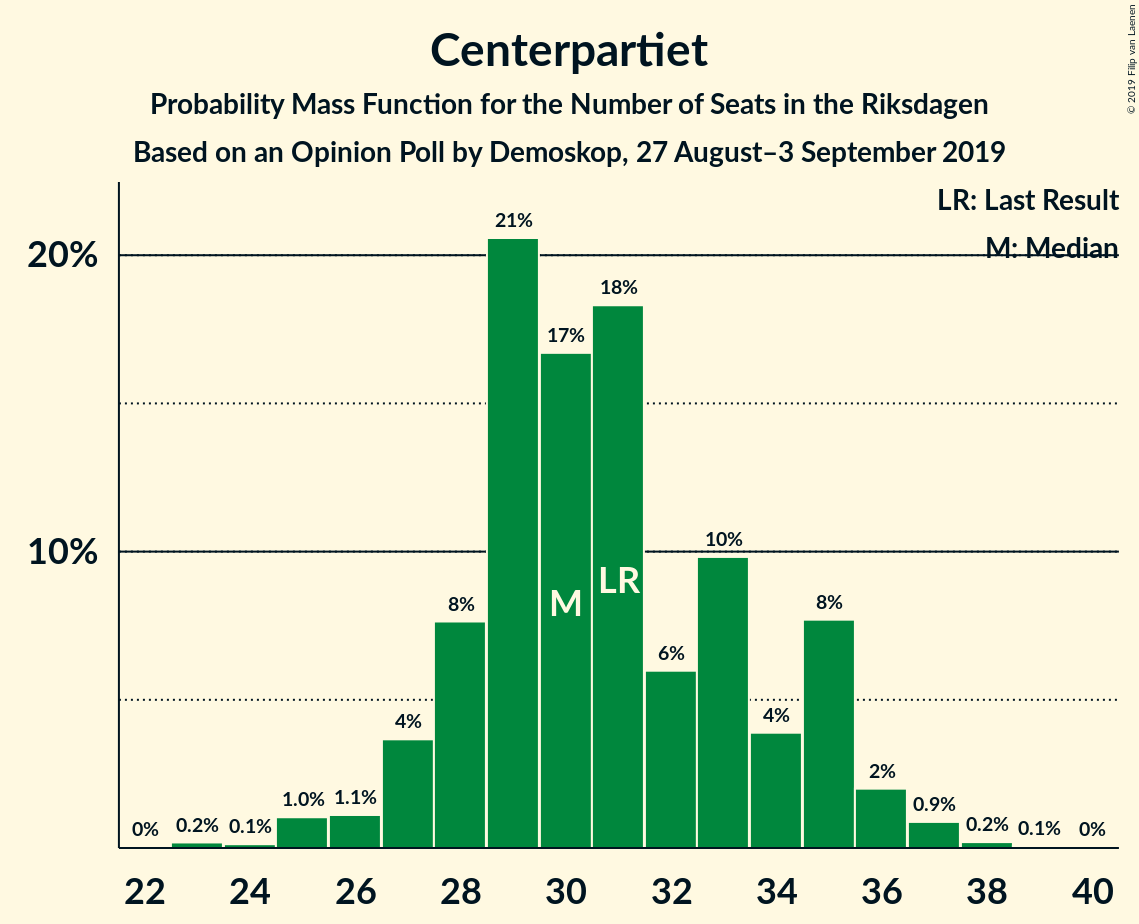 Centerpartiet
Probability Mass Function for the Number of Seats in the Riksdagen
Based on an Opinion Poll by Demoskop, 27 August–3 September 2019
© 2019 Filip van Laenen
LR: Last Result
M: Median
20%
10%
0%
0.2%
0.1%
1.0%
1.1%
4%
8%
21%
17%
18%
6%
10%
4%
8%
2%
0.9%
0.2%
0.1%
0%
M
LR
22 24 26 28 30 32 34 36 38 40